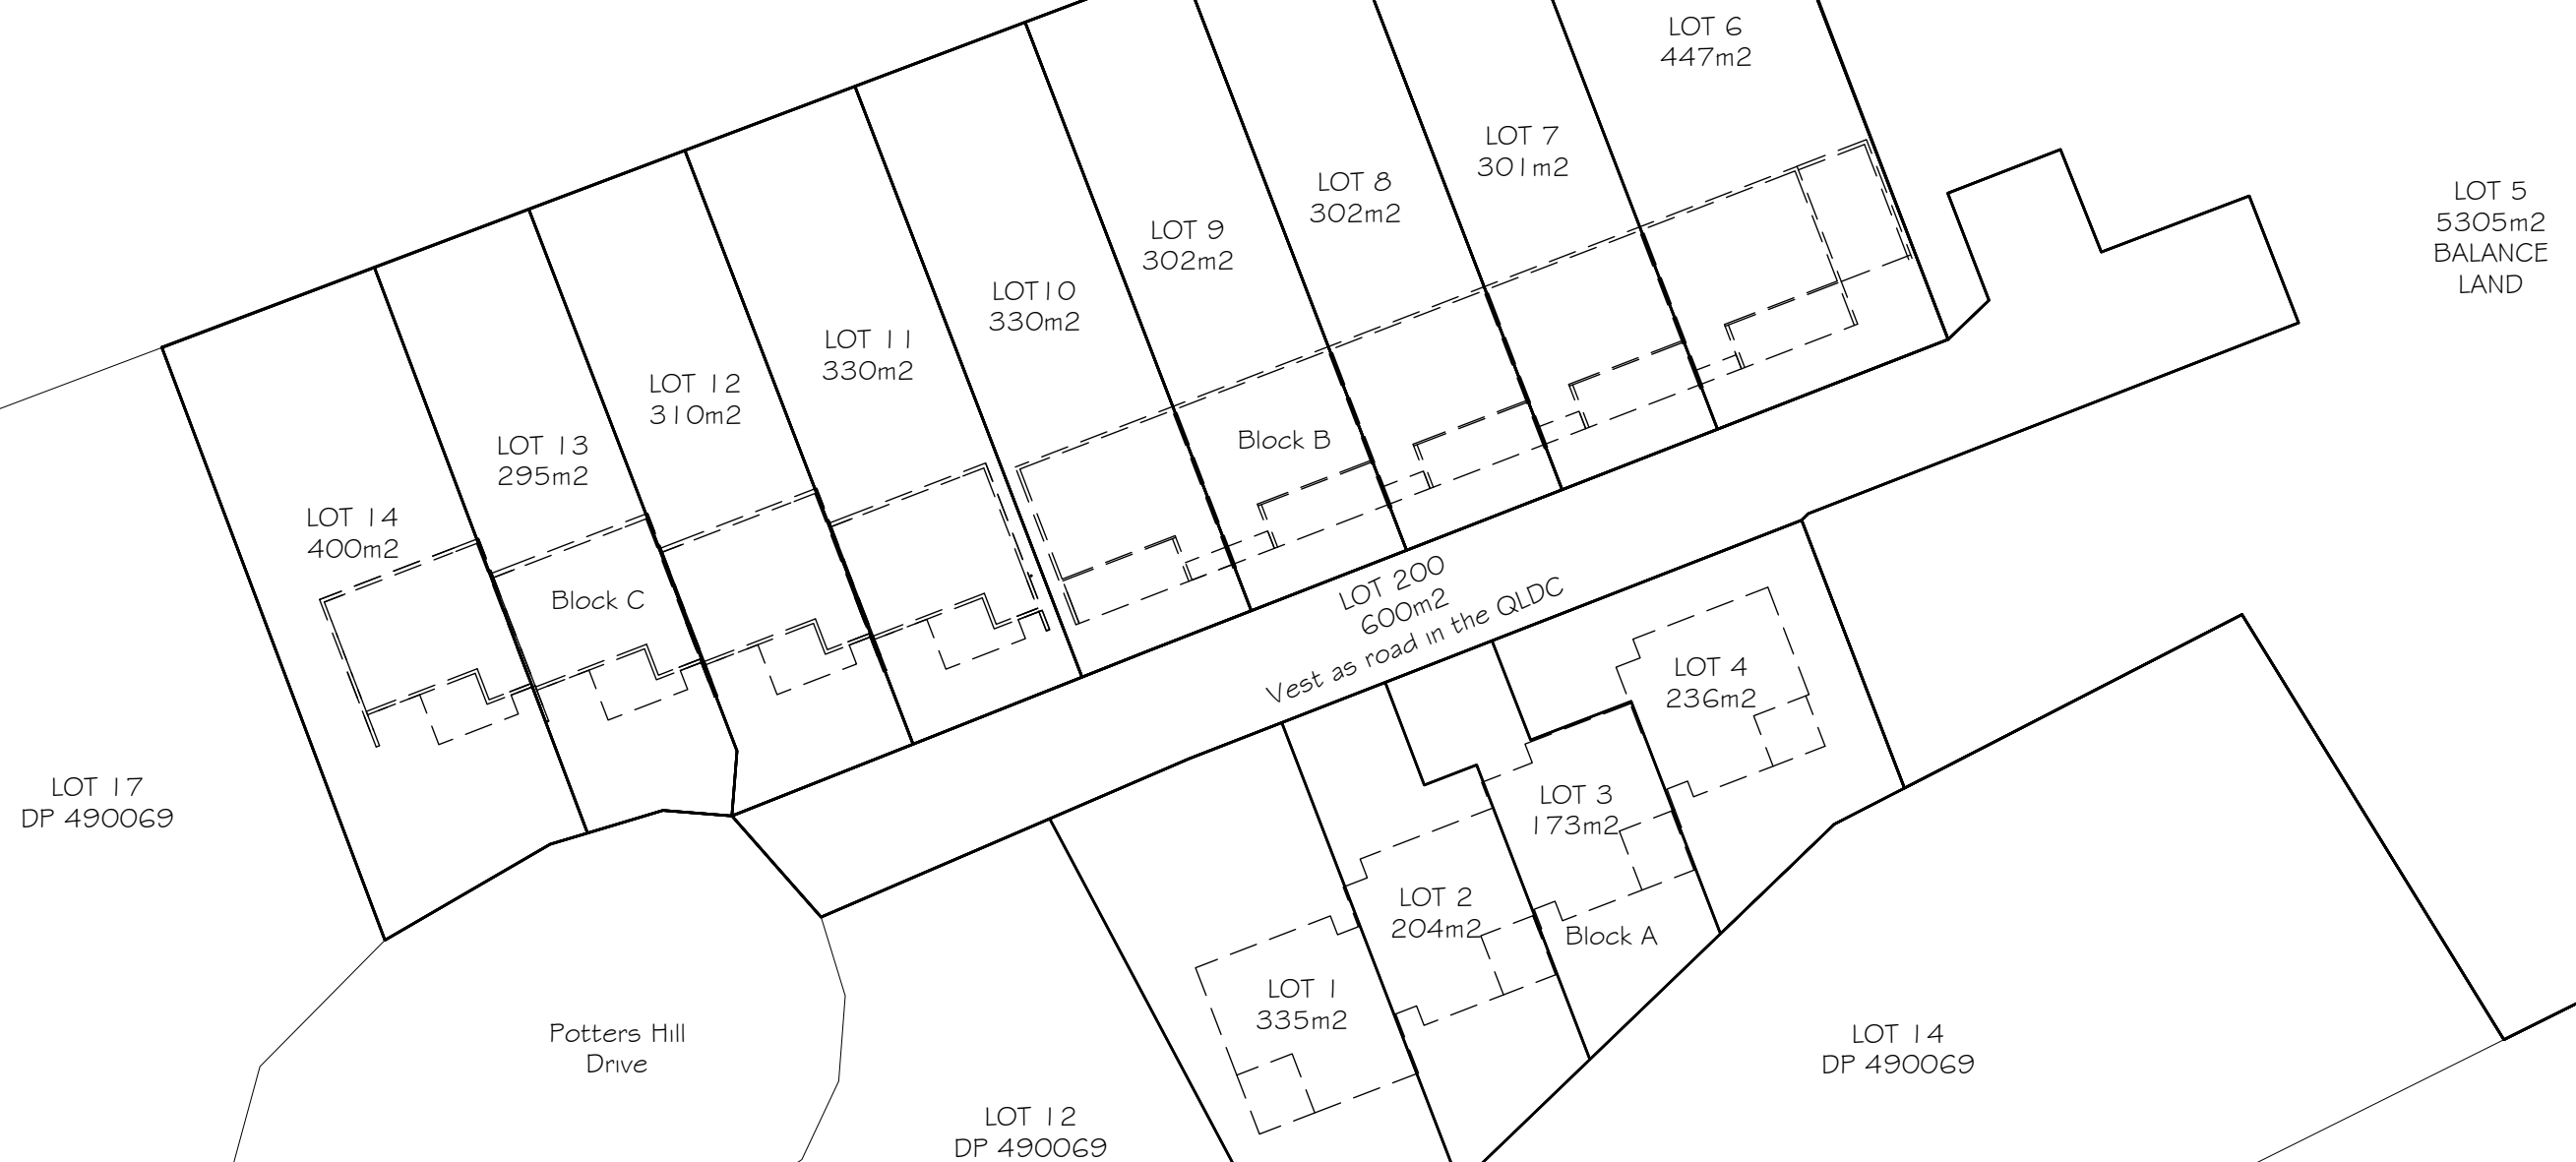 LOT 6
447m2
LOT 7
301m2
LOT 8
302m2
LOT 5
5305m2
BALANCE
LAND
LOT 9
302m2
LOT10
330m2
LOT 11
330m2
LOT 12
310m2
LOT 13
295m2
Block B
LOT 14
400m2
Block C
LOT 200
600m2
Vest as road in the QLDC
LOT 4
236m2
LOT 17
DP 490069
LOT 3
173m2
LOT 2
204m2
Block A
LOT 1
335m2
Potters Hill
Drive
LOT 14
DP 490069
LOT 12
DP 490069